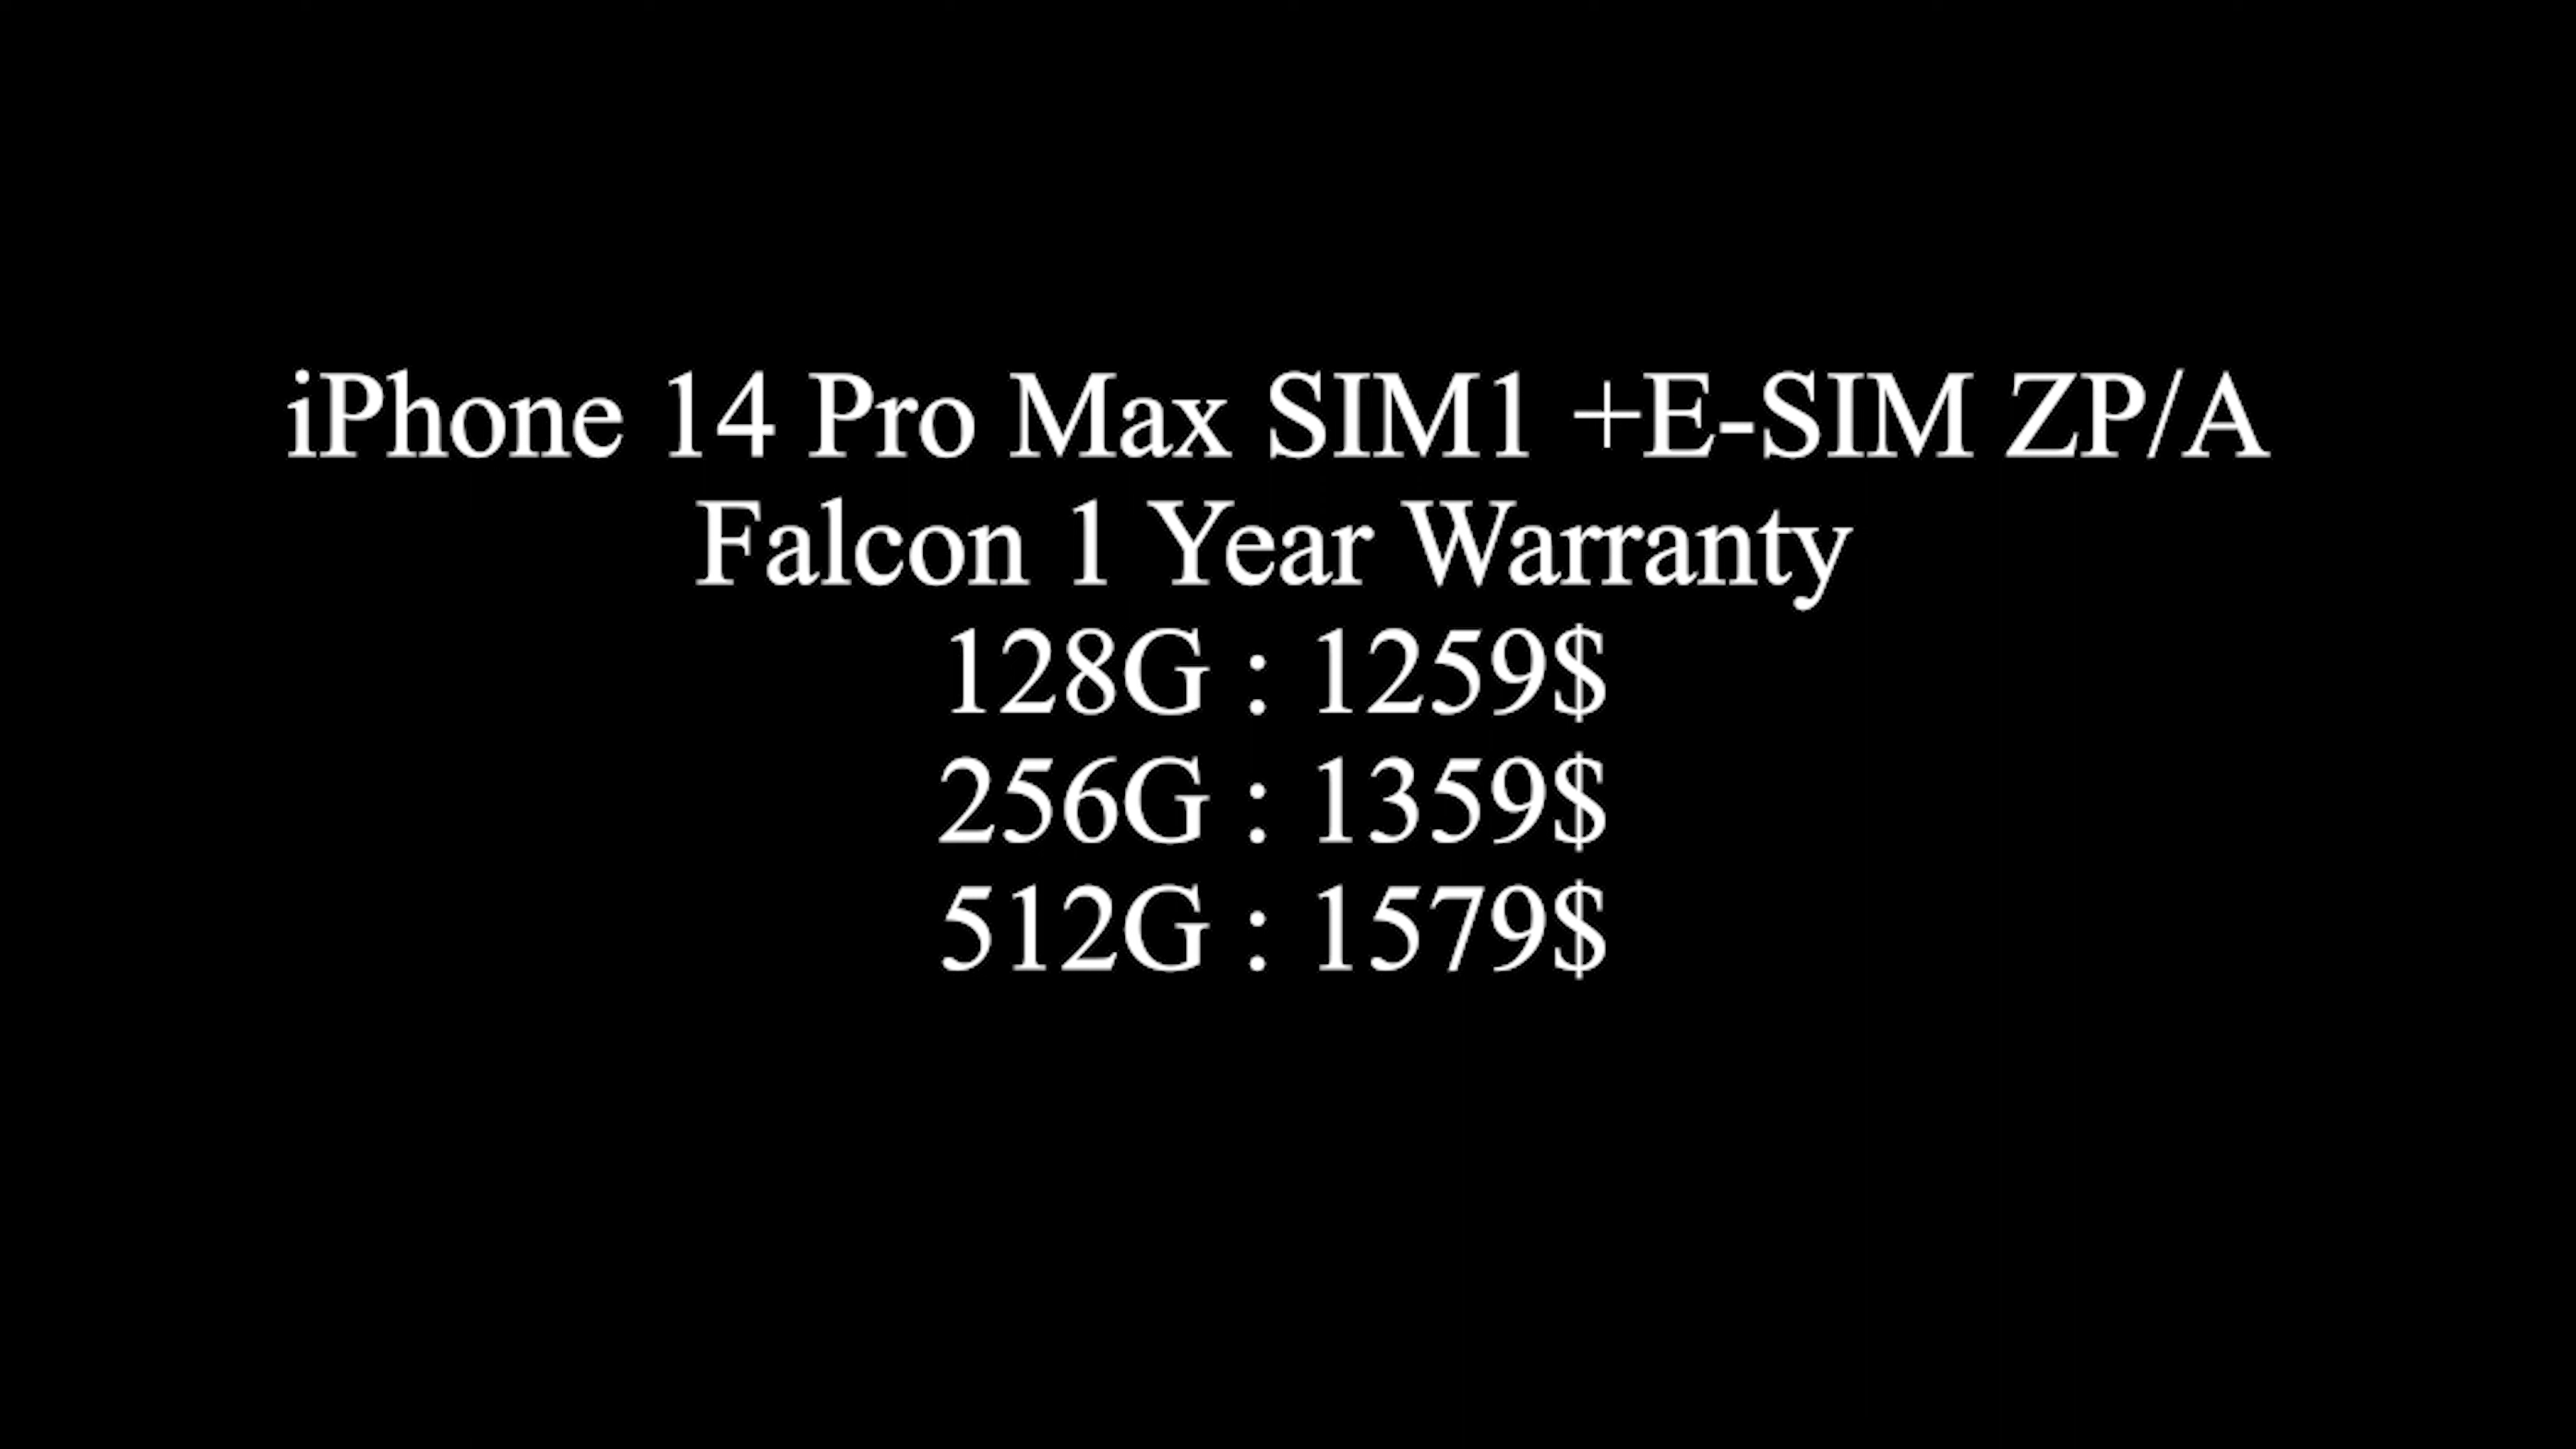 iPhone 14 Pro Max SIM1 +E-SIM ZP/A
Falcon 1 Year Warranty
128G : 1259$
256G : 1359$
512G : 1579$